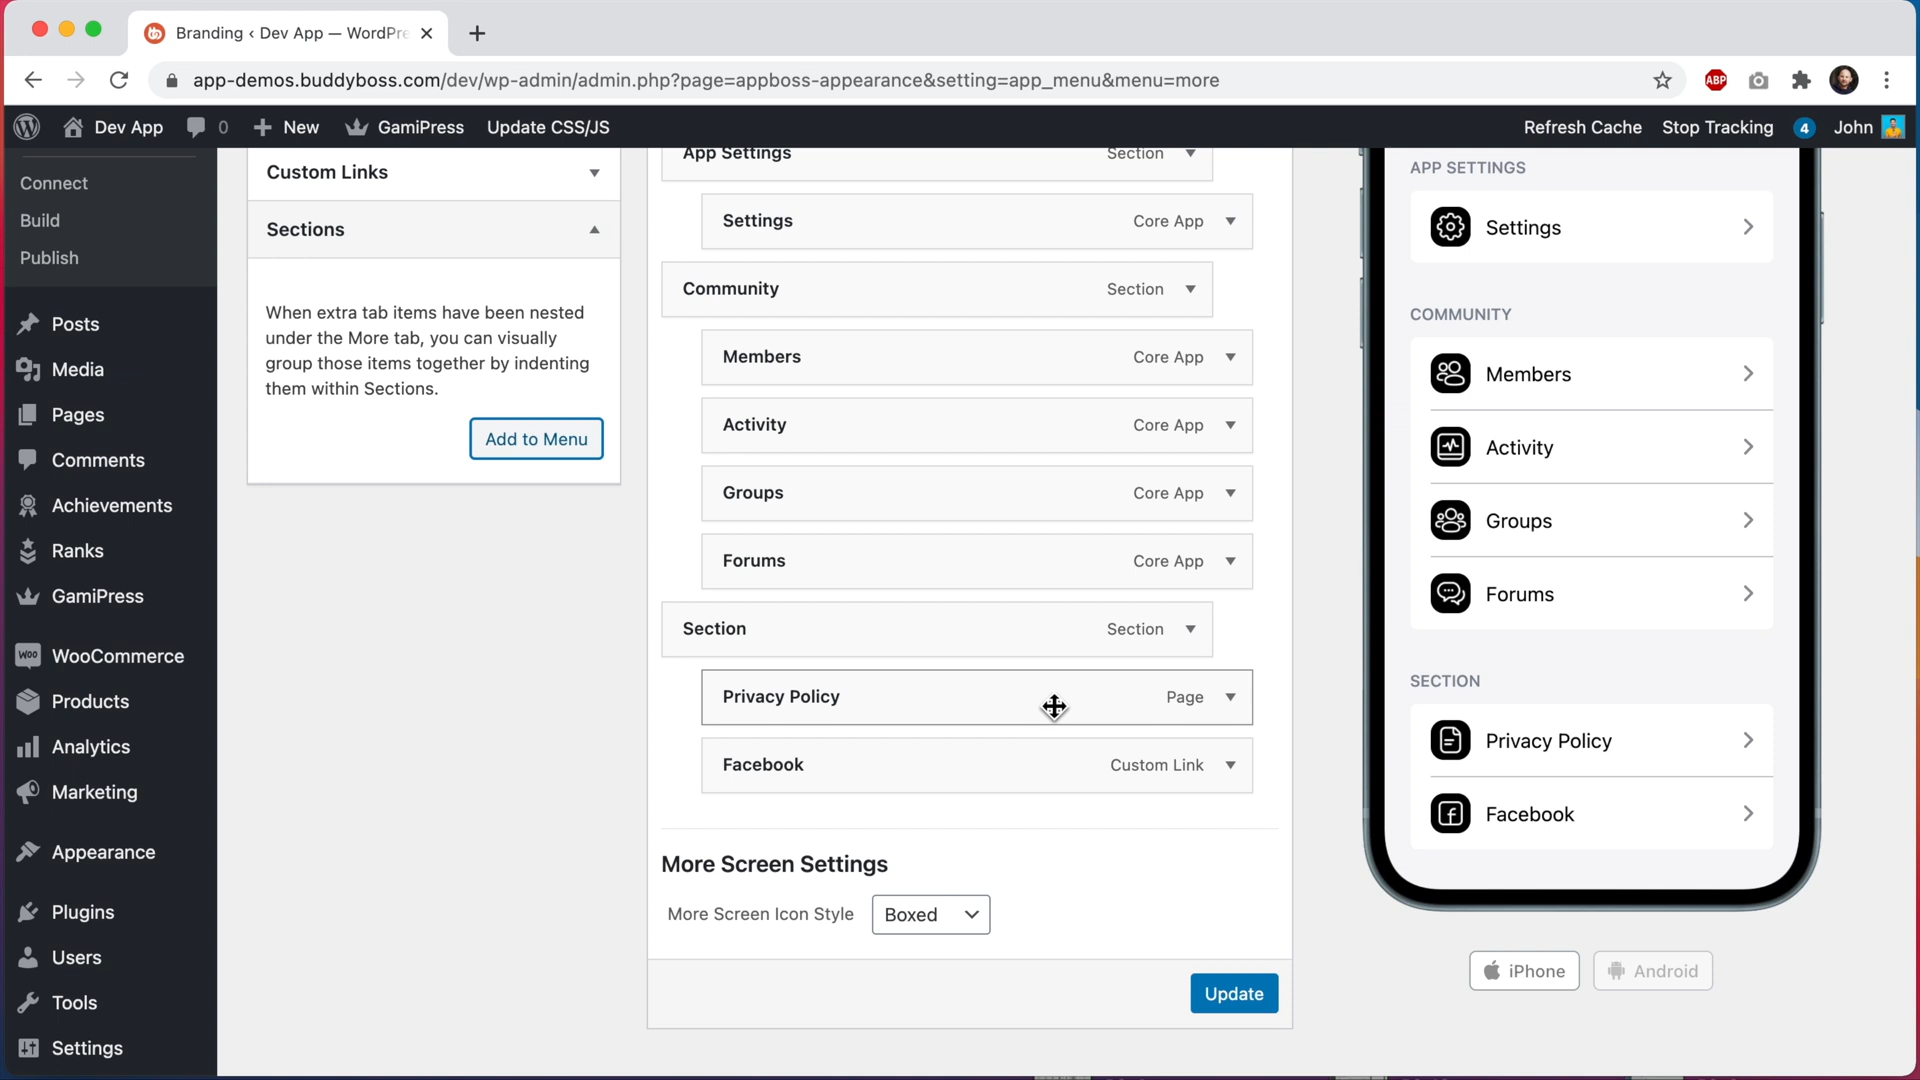 Branding ‹ Dev App — WordPre
app-demos.buddyboss.com/dev/wp-admin/admin.php?page=appboss-appearance&setting=app_menu&menu=more
ABP
Dev App
0
New
GamiPress
Update CSS/JS
Refresh Cache
Stop Tracking
4
John
Connect
Build
Publish
Posts
Media
Pages
Comments
Achievements
Ranks
GamiPress
WOO
WooCommerce
Products
Analytics
Marketing
Appearance
Plugins
Users
Tools
Settings
Custom Links
Sections
When extra tab items have been nested
under the More tab, you can visually
group those items together by indenting
them within Sections.
Add to Menu
App Settings Section
Settings Core App
Community Section
Members Core App
Activity Core App
Groups Core App
Forums Core App
Section Section
Privacy Policy Page
Facebook Custom Link
More Screen Settings
More Screen Icon Style Boxed
Update
APP SETTINGS
Settings
COMMUNITY
Members
Activity
Groups
Forums
SECTION
Privacy Policy
Facebook
iPhone
Android